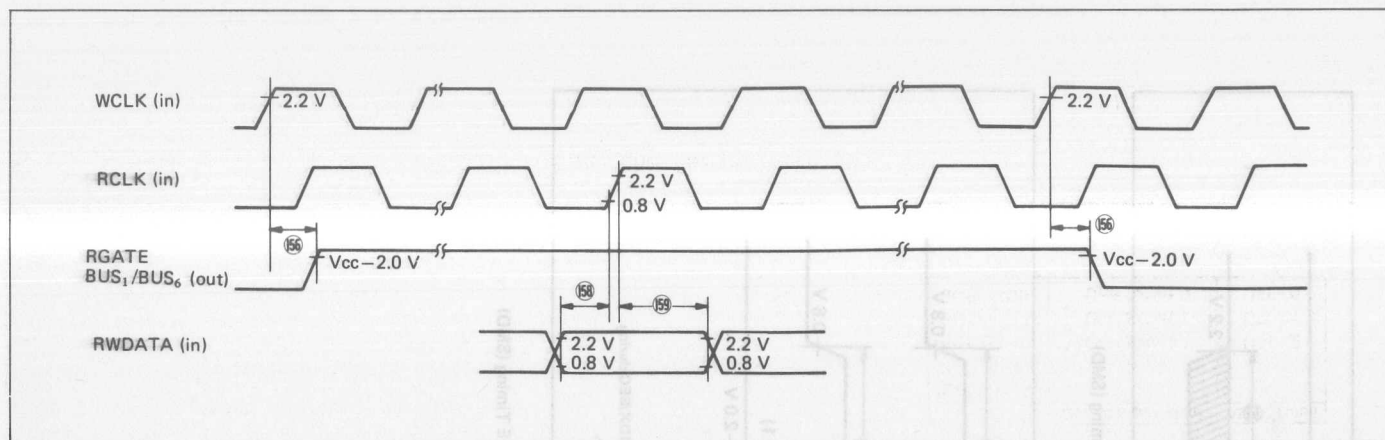 WCLK (in)
2.2 V
2.2 V
RCLK (in)
2.2 V
0.8 V
RGATE
BUS₁/BUS₆ (out)
156
Vcc−2.0 V
156
Vcc−2.0 V
RWDATA (in)
158
159
2.2 V
0.8 V
2.2 V
0.8 V